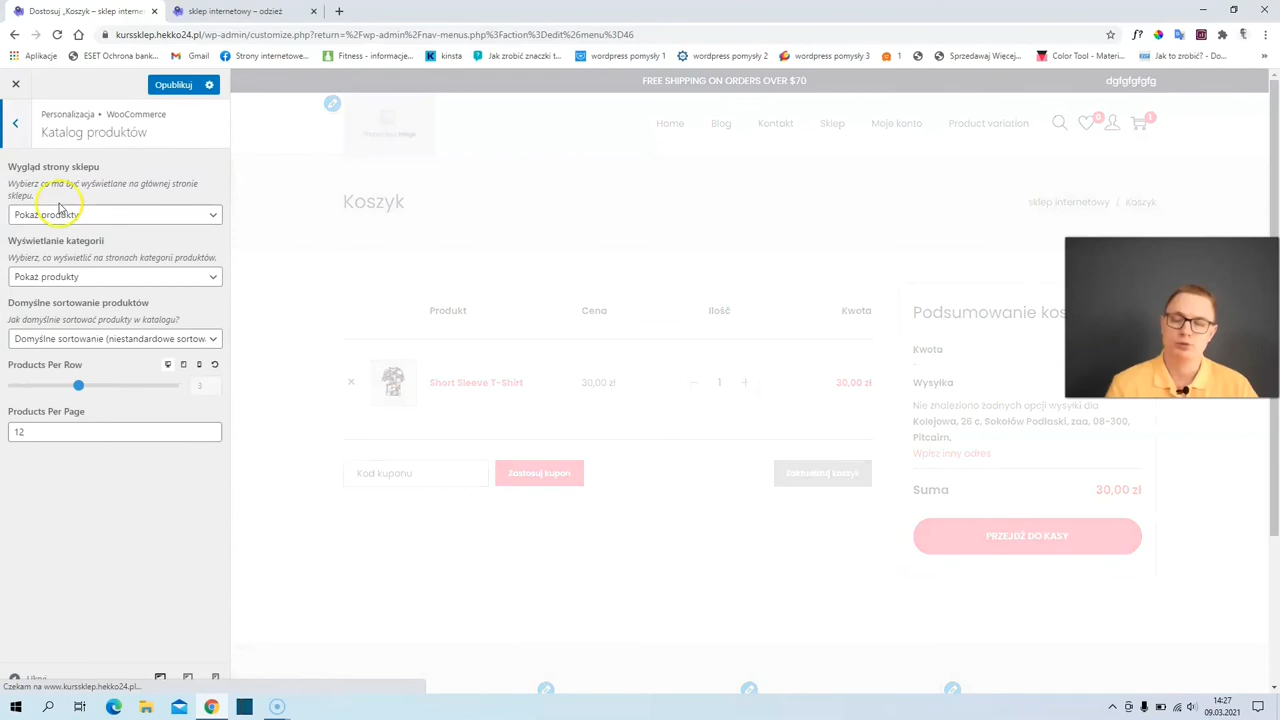 Dostosuj „Koszyk – sklep internet
sklep internetowy – odzież
kurssklep.hekko24.pl/wp-admin/customize.php?return=%2Fwp-admin%2Fnav-menus.php%3Faction%3Dedit%26menu%3D46
Aplikacje
ESET Ochrona bank...
Strony internetowe
Gmail
Fitness - informacj...
K-menus
Jak zrobić znaczki t...
kinsta
wordpress pomysły 1
wordpress pomysły 2
wordpress pomysły 3
1
Sprzedawaj Więcej...
Color Tool - Materi...
Jak to zrobić? - Do...
Opublikuj
Personalizacja • WooCommerce
Katalog produktów
Wygląd strony sklepu
Wybierz co ma być wyświetlane na głównej stronie
sklepu.
Pokaż produkty
Wyświetlanie kategorii
Wybierz, co wyświetlić na stronach kategorii produktów.
Pokaż produkty
Domyślne sortowanie produktów
Jak domyślnie sortować produkty w katalogu?
Domyślne sortowanie (niestandardowe sortow
Products Per Row
3
Products Per Page
12
Ukryj
Czekam na www.kurssklep.hekko24.pl...
FREE SHIPPING ON ORDERS OVER $70
dgfgfgfgfg
Home
Blog
Kontakt
Sklep
Moje konto
Product variation
0
1
Koszyk
sklep internetowy / Koszyk
Produkt
Cena
Ilość
Kwota
× Short Sleeve T-Shirt
30,00 zł
− 1 +
30,00 zł
Kod kuponu
Zastosuj kupon
Zaktualizuj koszyk
Podsumowanie kos
Kwota
-
Wysyłka
Nie znaleziono żadnych opcji wysyłki dla
Kolejowa, 26 c, Sokołów Podlaski, zaa, 08-300,
Pitcairn.
Wpisz inny adres
Suma
30,00 zł
PRZEJDŹ DO KASY
14:27
09.03.2021